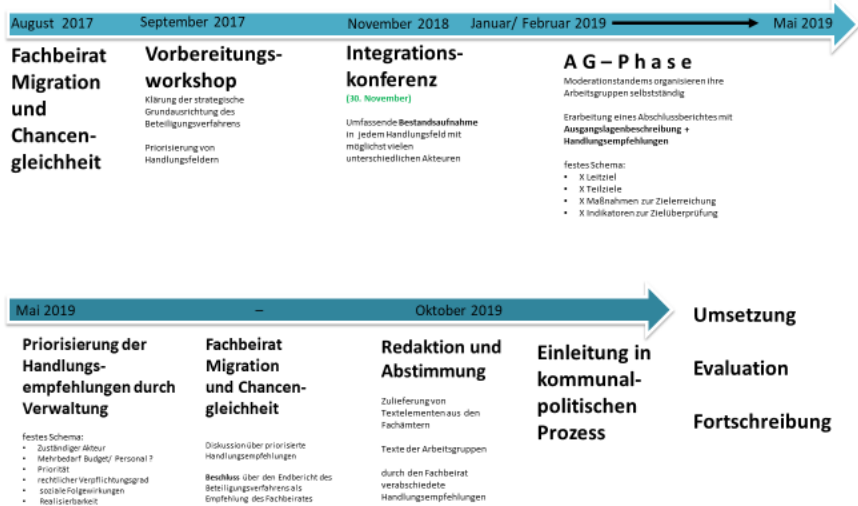 August 2017
September 2017
November 2018
Januar/ Februar 2019
Mai 2019
Fachbeirat
Migration
und
Chancen-
gleichheit
Vorbereitungs-
workshop
Klärung der strategische
Grundausrichtung des
Beteiligungsverfahrens
Priorisierung von
Handlungsfeldern
Integrations-
konferenz
(30. November)
Umfassende Bestandsaufnahme
in jedem Handlungsfeld mit
möglichst vielen
unterschiedlichen Akteuren
A G – P h a s e
Moderationstandems organisieren ihre
Arbeitsgruppen selbstständig
Erarbeitung eines Abschlussberichtes mit
Ausgangslagenbeschreibung +
Handlungsempfehlungen
festes Schema:
• X Leitziel
• X Teilziele
• X Maßnahmen zur Zielerreichung
• X Indikatoren zur Zielüberprüfung
Mai 2019 – Oktober 2019
Priorisierung der
Handlungs-
empfehlungen durch
Verwaltung
festes Schema:
• Zuständiger Akteur
• Mehrbedarf Budget/ Personal ?
• Priorität
• rechtlicher Verpflichtungsgrad
• soziale Folgewirkungen
• Realisierbarkeit
Fachbeirat
Migration
und Chancen-
gleichheit
Diskussion über priorisierte
Handlungsempfehlungen
Beschluss über den Endbericht des
Beteiligungsverfahrens als
Empfehlung des Fachbeirates
Redaktion und
Abstimmung
Zulieferung von
Textelementen aus den
Fachämtern
Texte der Arbeitsgruppen
durch den Fachbeirat
verabschiedete
Handlungsempfehlungen
Einleitung in
kommunal-
politischen
Prozess
Umsetzung
Evaluation
Fortschreibung